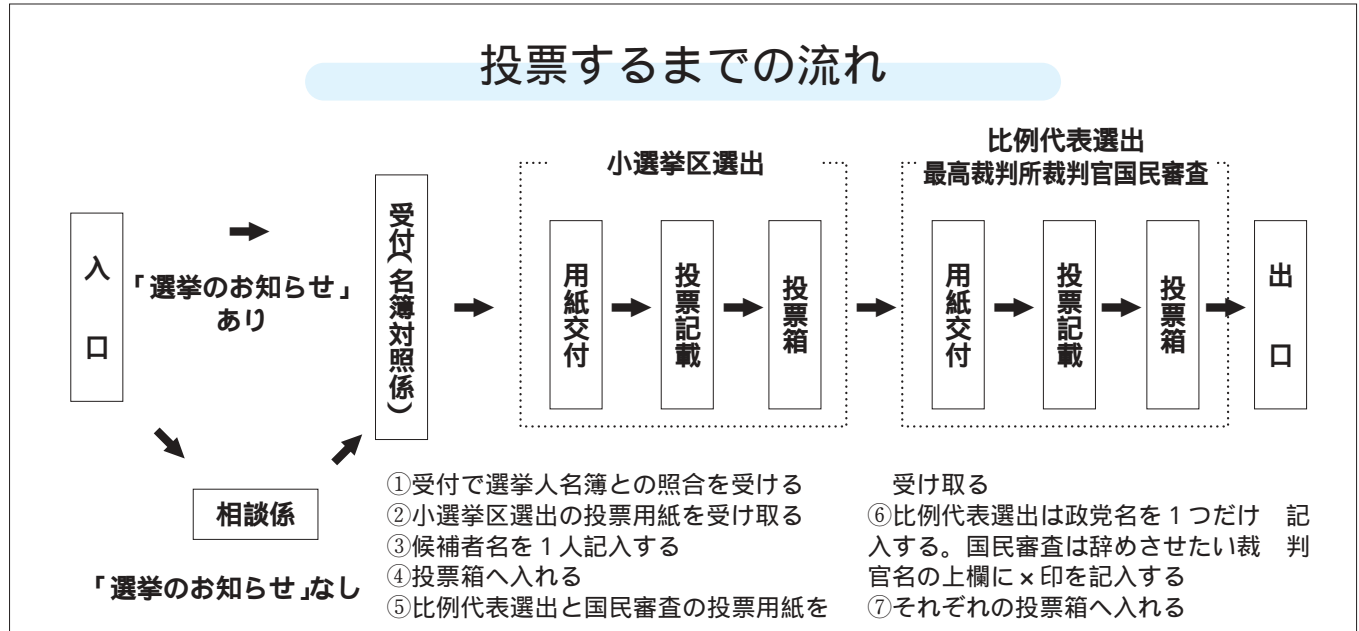 投票するまでの流れ
入口
「選挙のお知らせ」
あり
相談係
「選挙のお知らせ」なし
受付(名簿対照係)
小選挙区選出
用紙交付
投票記載
投票箱
比例代表選出
最高裁判所裁判官国民審査
用紙交付
投票記載
投票箱
出口
①受付で選挙人名簿との照合を受ける
②小選挙区選出の投票用紙を受け取る
③候補者名を1人記入する
④投票箱へ入れる
⑤比例代表選出と国民審査の投票用紙を
受け取る
⑥比例代表選出は政党名を1つだけ 記
入する。国民審査は辞めさせたい裁 判
官名の上欄に×印を記入する
⑦それぞれの投票箱へ入れる